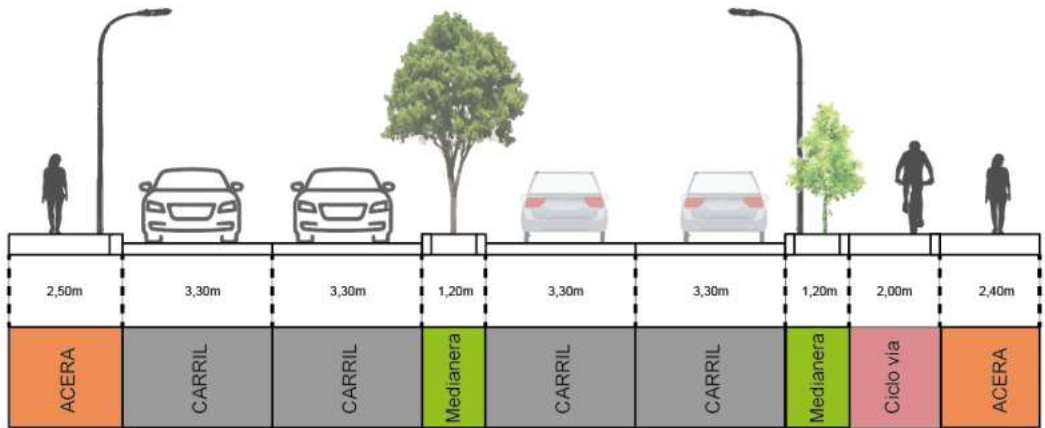 2,50m
3,30m
3,30m
1,20m
3,30m
3,30m
1,20m
2,00m
2,40m
ACERA
CARRIL
CARRIL
Medianera
CARRIL
CARRIL
Medianera
Ciclo via
ACERA